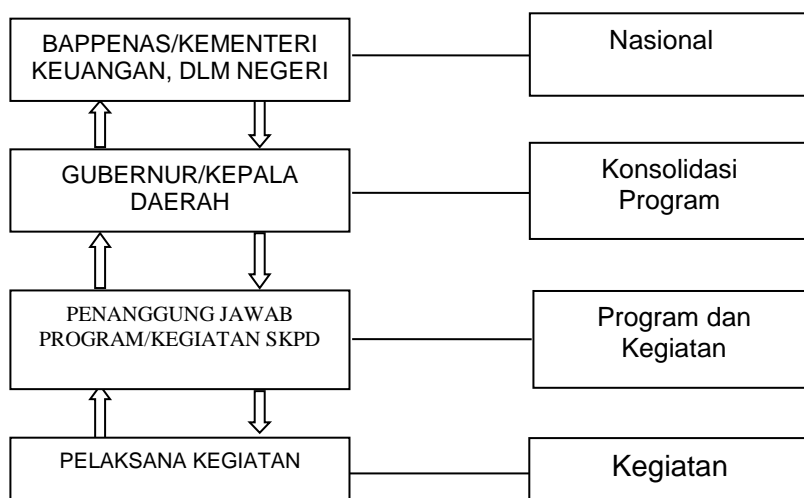 BAPPENAS/KEMENTERI
KEUANGAN, DLM NEGERI
Nasional
GUBERNUR/KEPALA
DAERAH
Konsolidasi
Program
PENANGGUNG JAWAB
PROGRAM/KEGIATAN SKPD
Program dan
Kegiatan
PELAKSANA KEGIATAN
Kegiatan